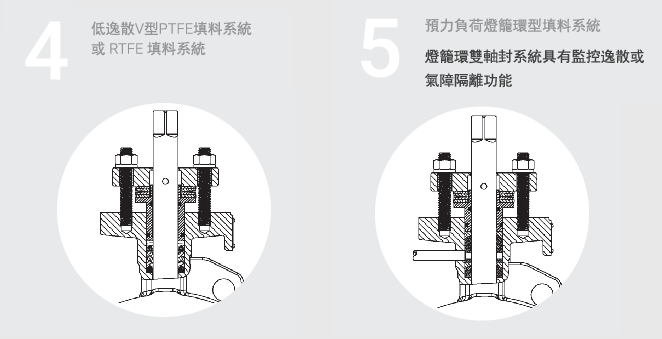 4
低逸散V型PTFE填料系統
或 RTFE 填料系統
5
預力負荷燈籠環型填料系統
燈籠環雙軸封系統具有監控逸散或
氣障隔離功能